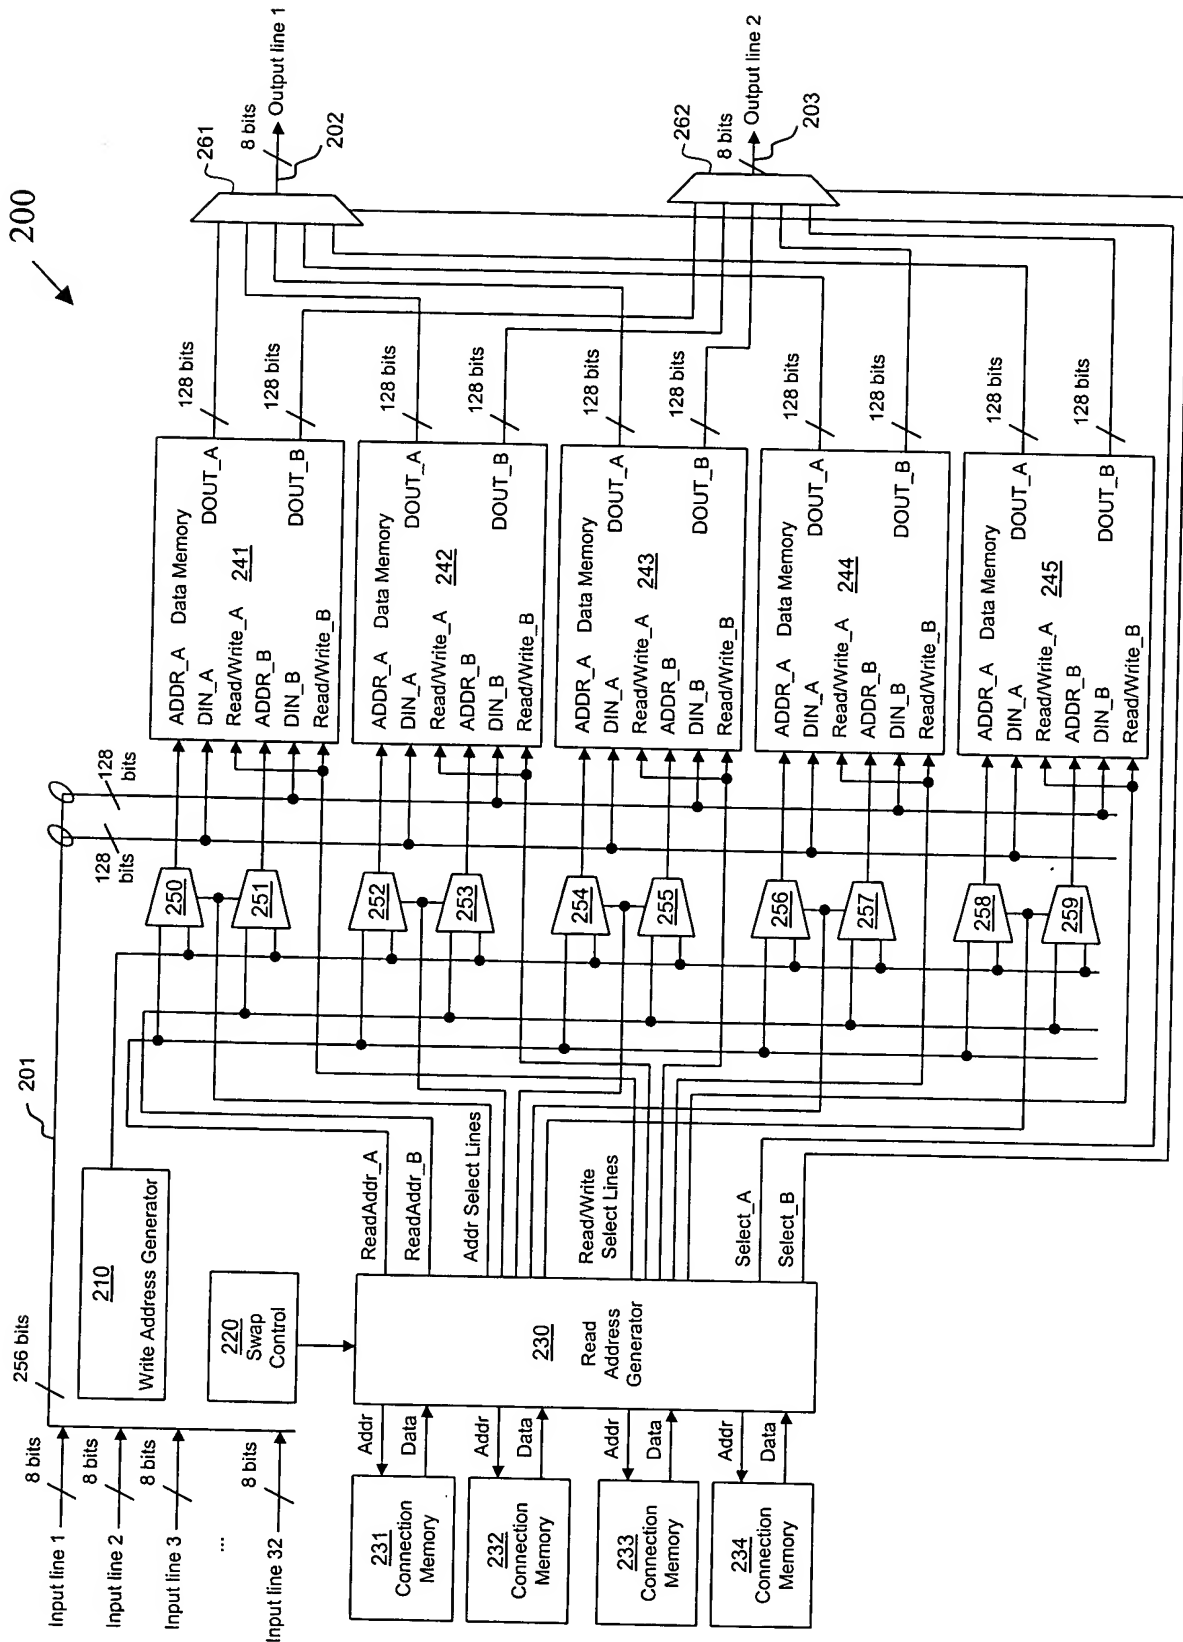 200
Input line 1
8 bits
Input line 2
8 bits
Input line 3
8 bits
...
Input line 32
8 bits
256 bits
201
210
Write Address Generator
220
Swap
Control
230
Read
Address
Generator
231
Connection
Memory
Addr
Data
232
Connection
Memory
Addr
Data
233
Connection
Memory
Addr
Data
234
Connection
Memory
Addr
Data
ReadAddr_A
ReadAddr_B
Addr Select Lines
Read/Write
Select Lines
Select_A
Select_B
128
bits
128
bits
250
251
252
253
254
255
256
257
258
259
ADDR_A Data Memory
DIN_A
DOUT_A
Read/Write_A 241
ADDR_B
DIN_B
DOUT_B
Read/Write_B
128 bits
128 bits
ADDR_A Data Memory
DIN_A
DOUT_A
Read/Write_A 242
ADDR_B
DIN_B
DOUT_B
Read/Write_B
128 bits
128 bits
ADDR_A Data Memory
DIN_A
DOUT_A
Read/Write_A 243
ADDR_B
DIN_B
DOUT_B
Read/Write_B
128 bits
128 bits
ADDR_A Data Memory
DIN_A
DOUT_A
Read/Write_A 244
ADDR_B
DIN_B
DOUT_B
Read/Write_B
128 bits
128 bits
ADDR_A Data Memory
DIN_A
DOUT_A
Read/Write_A 245
ADDR_B
DIN_B
DOUT_B
Read/Write_B
128 bits
128 bits
261
8 bits
Output line 1
202
262
8 bits
Output line 2
203